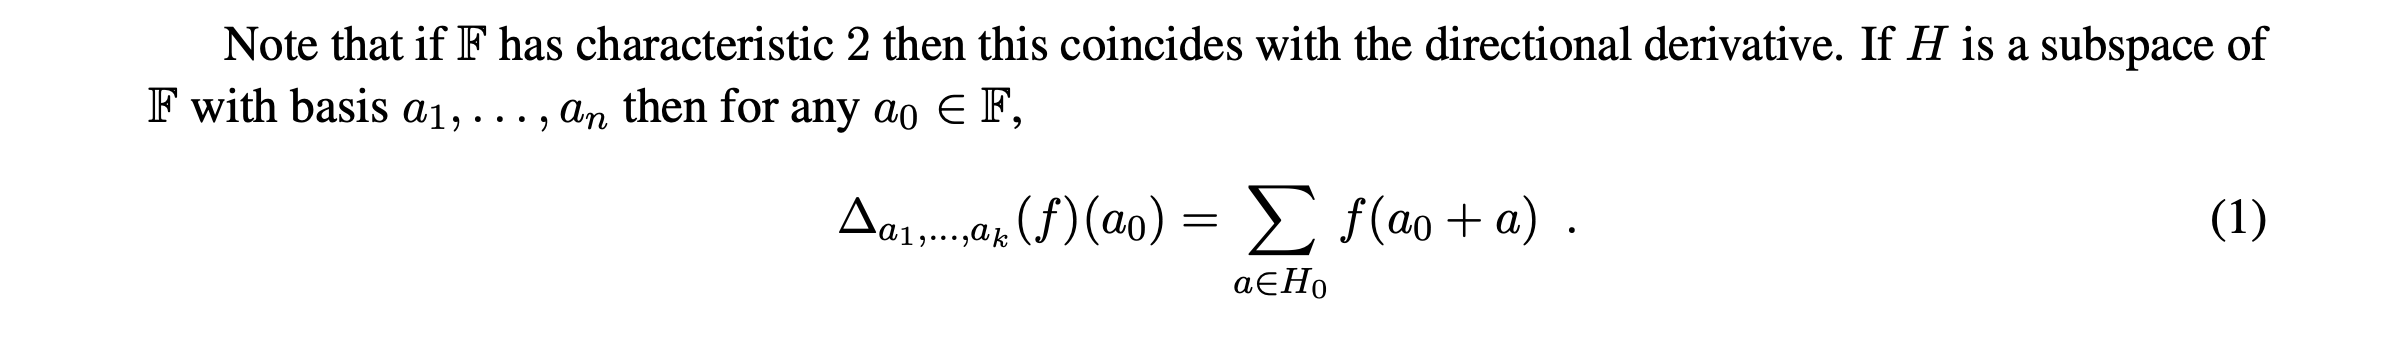 Note that if 𝔽 has characteristic 2 then this coincides with the directional derivative. If H is a subspace of
𝔽 with basis a₁, . . . , aₙ then for any a₀ ∈ 𝔽,
Δ_{a₁,...,aₖ}(f)(a₀) = ∑_{a∈H₀} f(a₀ + a) . (1)